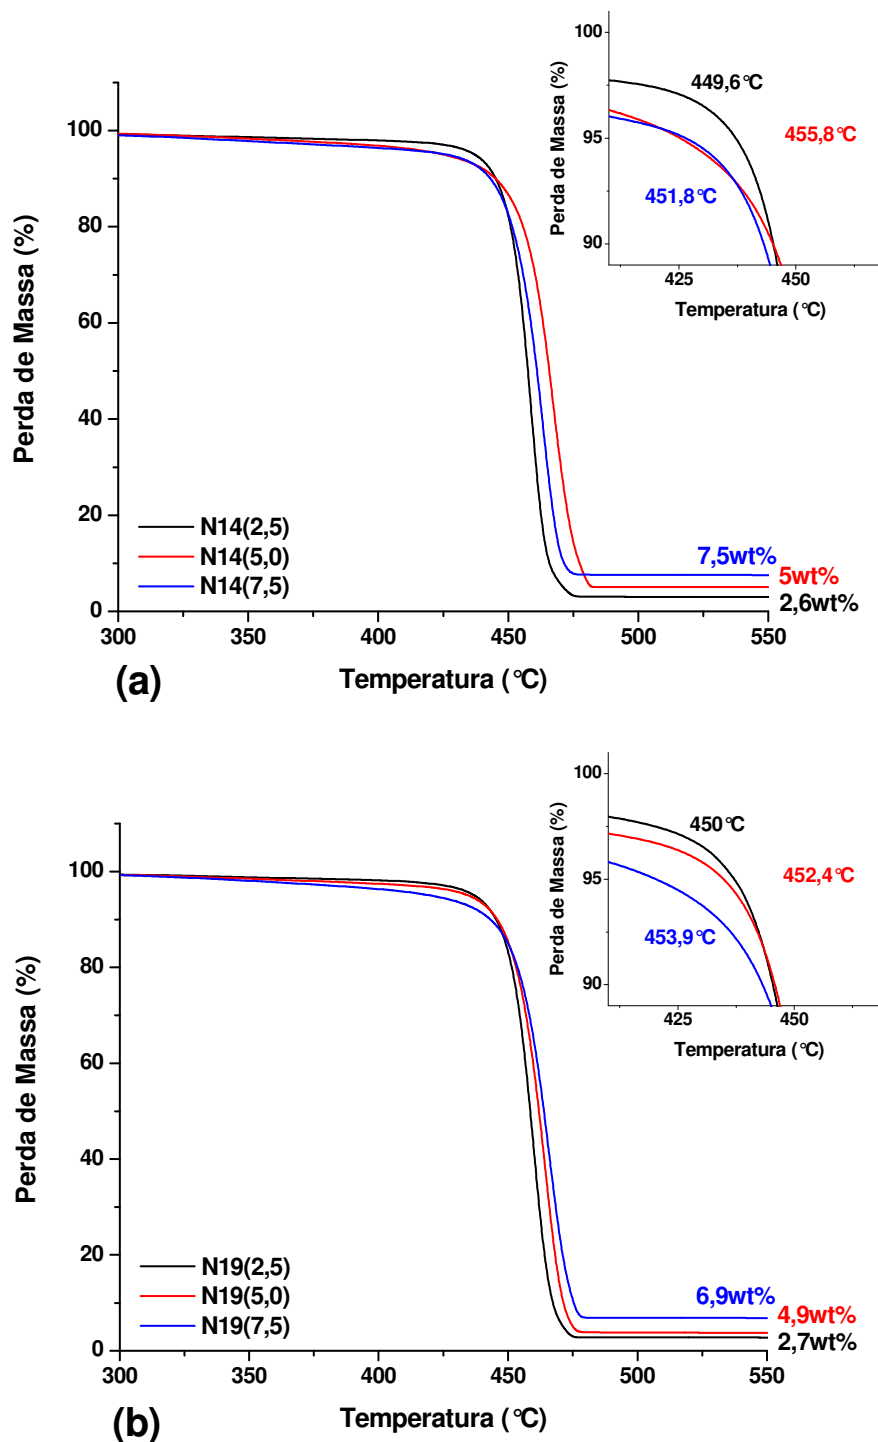 100
95
90
425
450
Perda de Massa (%)
Temperatura (°C)
449,6°C
455,8°C
451,8°C
100
80
60
40
20
0
Perda de Massa (%)
N14(2,5)
N14(5,0)
N14(7,5)
7,5wt%
5wt%
2,6wt%
300
350
400
450
500
550
Temperatura (°C)
(a)
100
95
90
425
450
Perda de Massa (%)
Temperatura (°C)
450°C
452,4°C
453,9°C
100
80
60
40
20
0
Perda de Massa (%)
N19(2,5)
N19(5,0)
N19(7,5)
6,9wt%
4,9wt%
2,7wt%
300
350
400
450
500
550
Temperatura (°C)
(b)